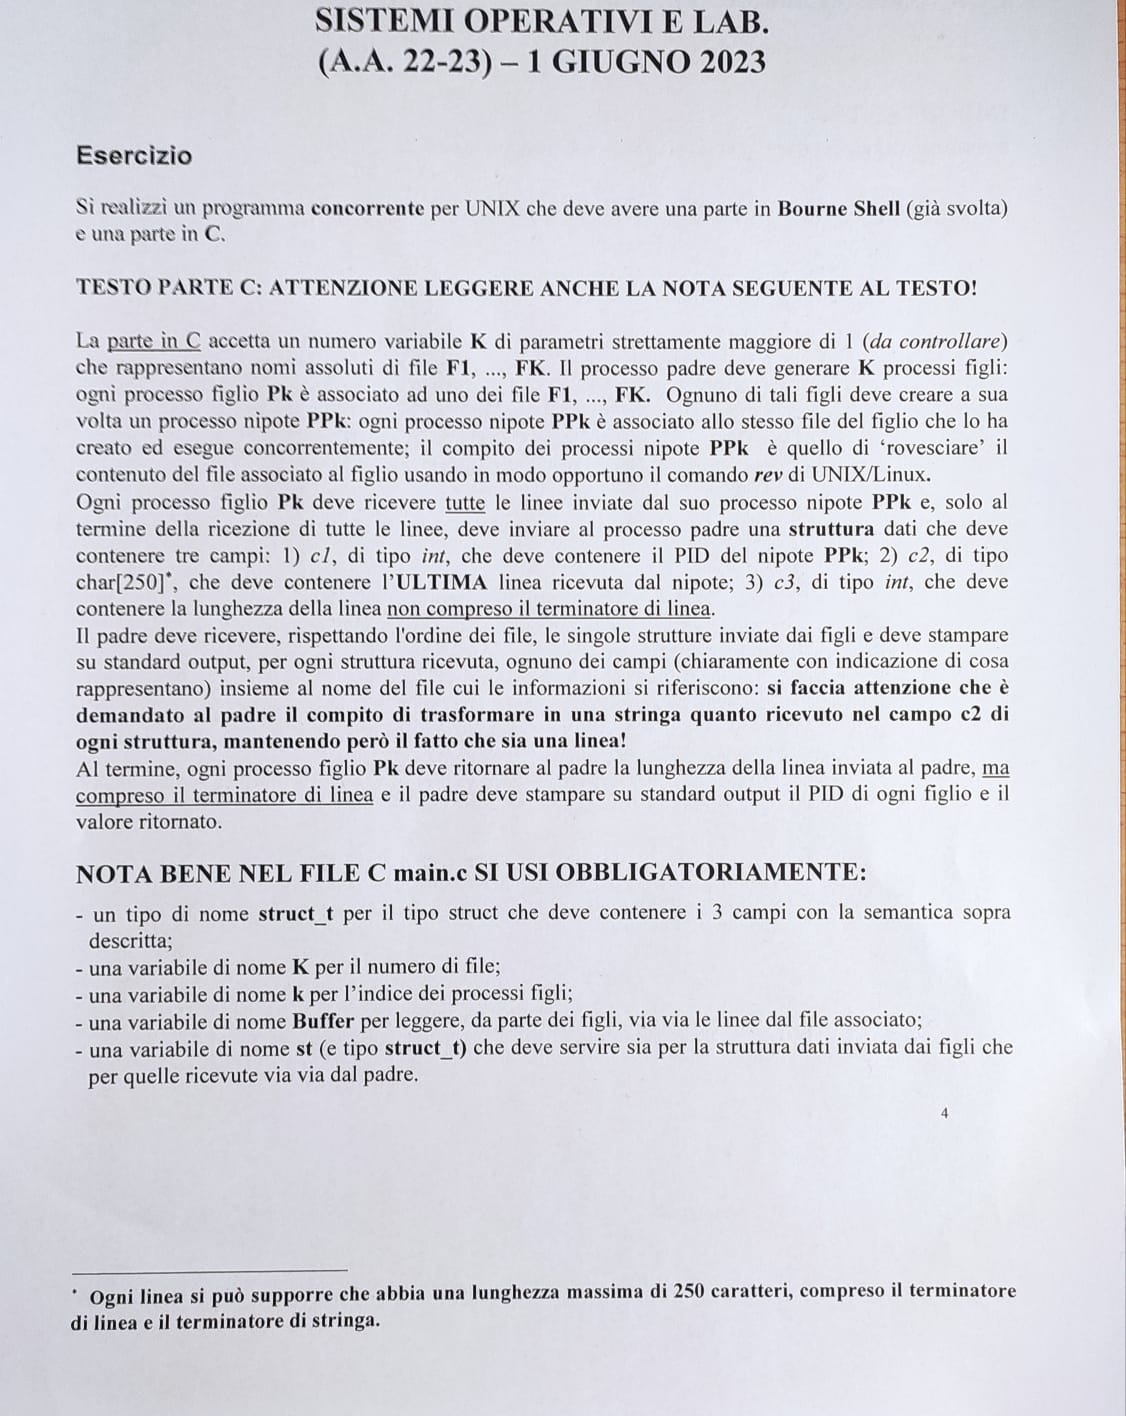 SISTEMI OPERATIVI E LAB.
(A.A. 22-23) – 1 GIUGNO 2023
Esercizio
Si realizzi un programma concorrente per UNIX che deve avere una parte in Bourne Shell (già svolta)
e una parte in C.
TESTO PARTE C: ATTENZIONE LEGGERE ANCHE LA NOTA SEGUENTE AL TESTO!
La parte in C accetta un numero variabile K di parametri strettamente maggiore di 1 (da controllare)
che rappresentano nomi assoluti di file F1, ..., FK. Il processo padre deve generare K processi figli:
ogni processo figlio Pk è associato ad uno dei file F1, ..., FK. Ognuno di tali figli deve creare a sua
volta un processo nipote PPk: ogni processo nipote PPk è associato allo stesso file del figlio che lo ha
creato ed esegue concorrentemente; il compito dei processi nipote PPk è quello di ‘rovesciare’ il
contenuto del file associato al figlio usando in modo opportuno il comando rev di UNIX/Linux.
Ogni processo figlio Pk deve ricevere tutte le linee inviate dal suo processo nipote PPk e, solo al
termine della ricezione di tutte le linee, deve inviare al processo padre una struttura dati che deve
contenere tre campi: 1) c1, di tipo int, che deve contenere il PID del nipote PPk; 2) c2, di tipo
char[250]*, che deve contenere l’ULTIMA linea ricevuta dal nipote; 3) c3, di tipo int, che deve
contenere la lunghezza della linea non compreso il terminatore di linea.
Il padre deve ricevere, rispettando l'ordine dei file, le singole strutture inviate dai figli e deve stampare
su standard output, per ogni struttura ricevuta, ognuno dei campi (chiaramente con indicazione di cosa
rappresentano) insieme al nome del file cui le informazioni si riferiscono: si faccia attenzione che è
demandato al padre il compito di trasformare in una stringa quanto ricevuto nel campo c2 di
ogni struttura, mantenendo però il fatto che sia una linea!
Al termine, ogni processo figlio Pk deve ritornare al padre la lunghezza della linea inviata al padre, ma
compreso il terminatore di linea e il padre deve stampare su standard output il PID di ogni figlio e il
valore ritornato.
NOTA BENE NEL FILE C main.c SI USI OBBLIGATORIAMENTE:
- un tipo di nome struct_t per il tipo struct che deve contenere i 3 campi con la semantica sopra
descritta;
- una variabile di nome K per il numero di file;
- una variabile di nome k per l’indice dei processi figli;
- una variabile di nome Buffer per leggere, da parte dei figli, via via le linee dal file associato;
- una variabile di nome st (e tipo struct_t) che deve servire sia per la struttura dati inviata dai figli che
per quelle ricevute via via dal padre.
4
* Ogni linea si può supporre che abbia una lunghezza massima di 250 caratteri, compreso il terminatore
di linea e il terminatore di stringa.